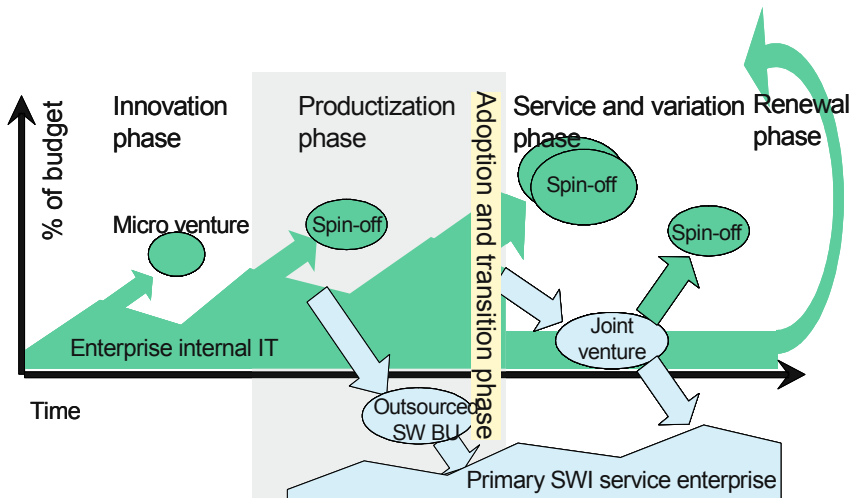 Innovation
phase
Productization
phase
Adoption and transition phase
Service and variation
phase
Renewal
phase
% of budget
Micro venture
Spin-off
Spin-off
Spin-off
Enterprise internal IT
Joint
venture
Time
Outsourced
SW BU
Primary SWI service enterprise